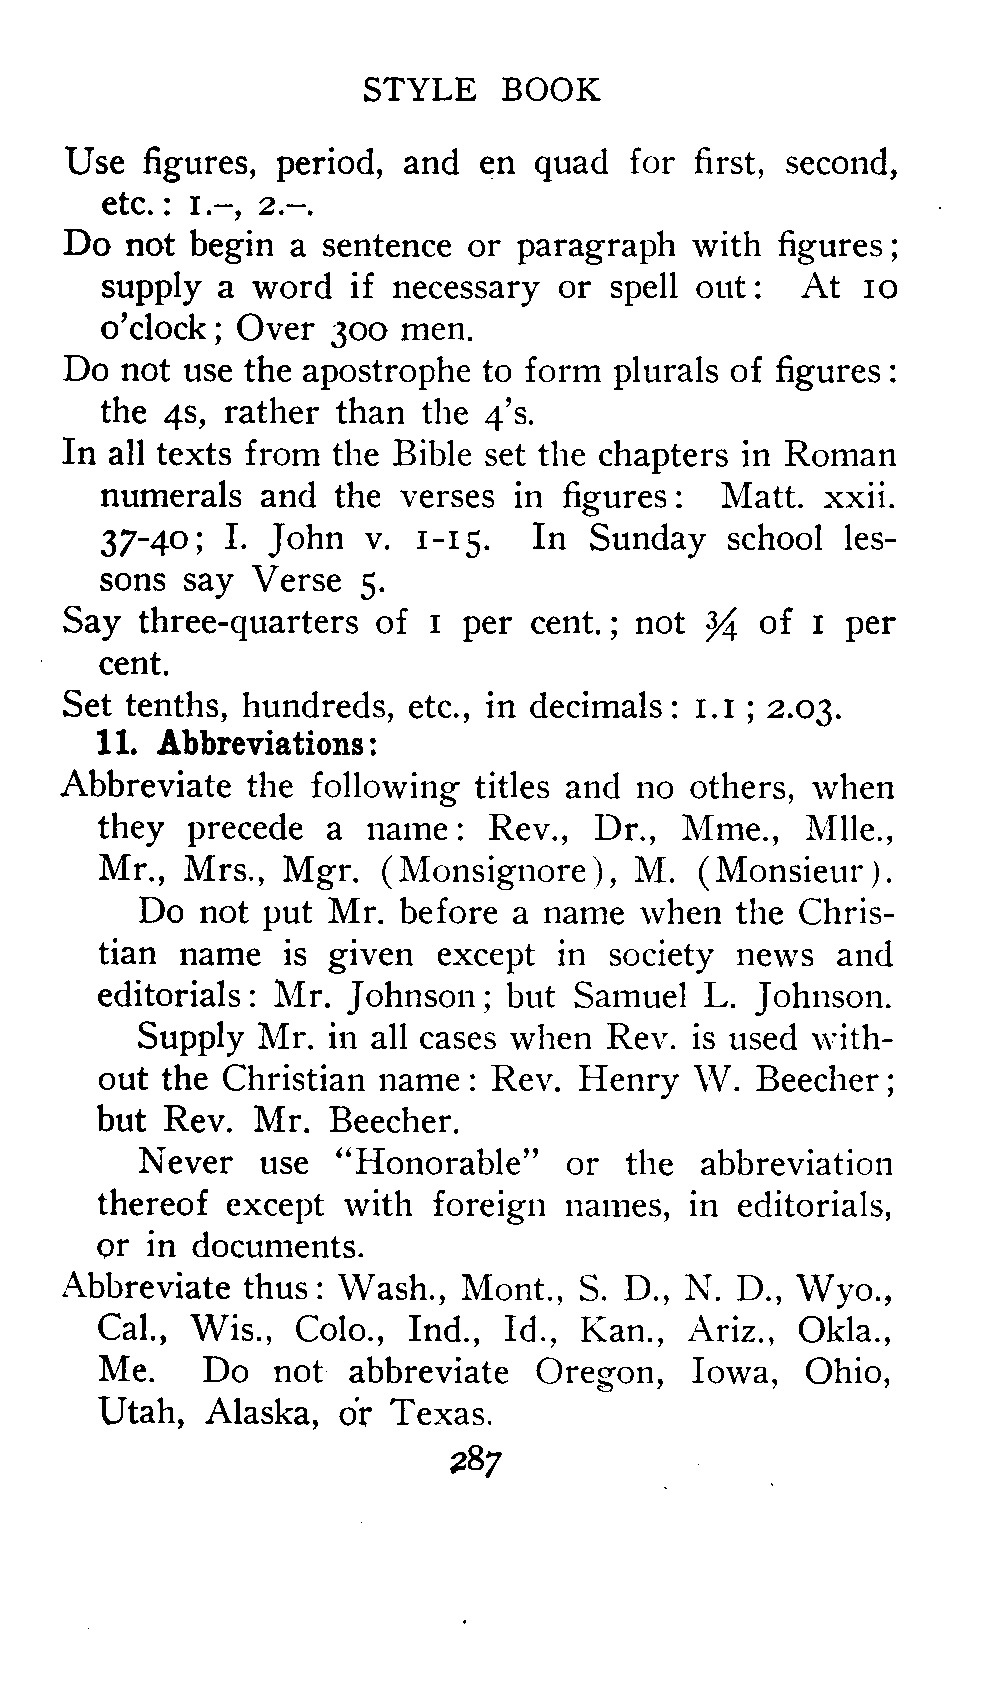 STYLE BOOK
Use figures, period, and en quad for first, second,
etc.: 1.–, 2.–.
Do not begin a sentence or paragraph with figures;
supply a word if necessary or spell out: At 10
o'clock; Over 300 men.
Do not use the apostrophe to form plurals of figures:
the 4s, rather than the 4's.
In all texts from the Bible set the chapters in Roman
numerals and the verses in figures: Matt. xxii.
37-40; I. John v. 1-15. In Sunday school les-
sons say Verse 5.
Say three-quarters of 1 per cent.; not ¾ of 1 per
cent.
Set tenths, hundreds, etc., in decimals: 1.1; 2.03.
11. Abbreviations:
Abbreviate the following titles and no others, when
they precede a name: Rev., Dr., Mme., Mlle.,
Mr., Mrs., Mgr. (Monsignore), M. (Monsieur).
Do not put Mr. before a name when the Chris-
tian name is given except in society news and
editorials: Mr. Johnson; but Samuel L. Johnson.
Supply Mr. in all cases when Rev. is used with-
out the Christian name: Rev. Henry W. Beecher;
but Rev. Mr. Beecher.
Never use "Honorable" or the abbreviation
thereof except with foreign names, in editorials,
or in documents.
Abbreviate thus: Wash., Mont., S. D., N. D., Wyo.,
Cal., Wis., Colo., Ind., Id., Kan., Ariz., Okla.,
Me. Do not abbreviate Oregon, Iowa, Ohio,
Utah, Alaska, or Texas.
287